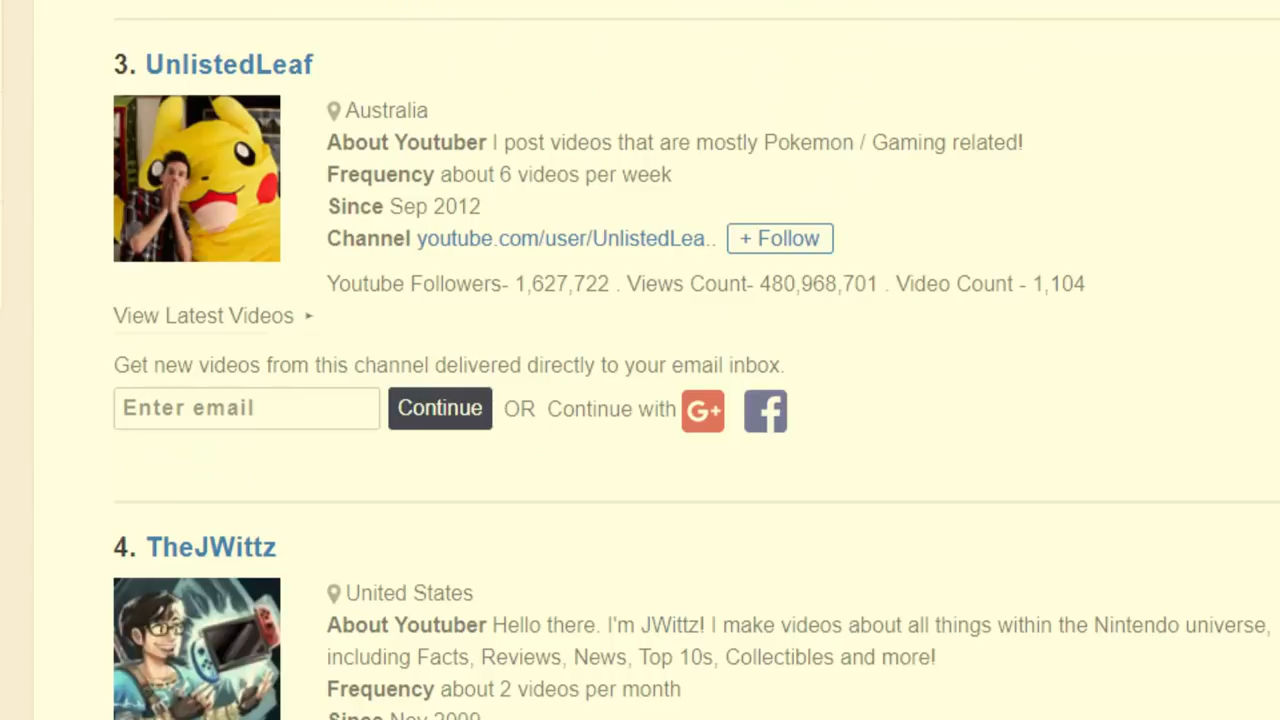 3. UnlistedLeaf
Australia
About Youtuber I post videos that are mostly Pokemon / Gaming related!
Frequency about 6 videos per week
Since Sep 2012
Channel youtube.com/user/UnlistedLea.. + Follow
Youtube Followers- 1,627,722 . Views Count- 480,968,701 . Video Count - 1,104
View Latest Videos ▸
Get new videos from this channel delivered directly to your email inbox.
Enter email Continue OR Continue with G+ f
4. TheJWittz
United States
About Youtuber Hello there. I'm JWittz! I make videos about all things within the Nintendo universe,
including Facts, Reviews, News, Top 10s, Collectibles and more!
Frequency about 2 videos per month
Since Nov 2009